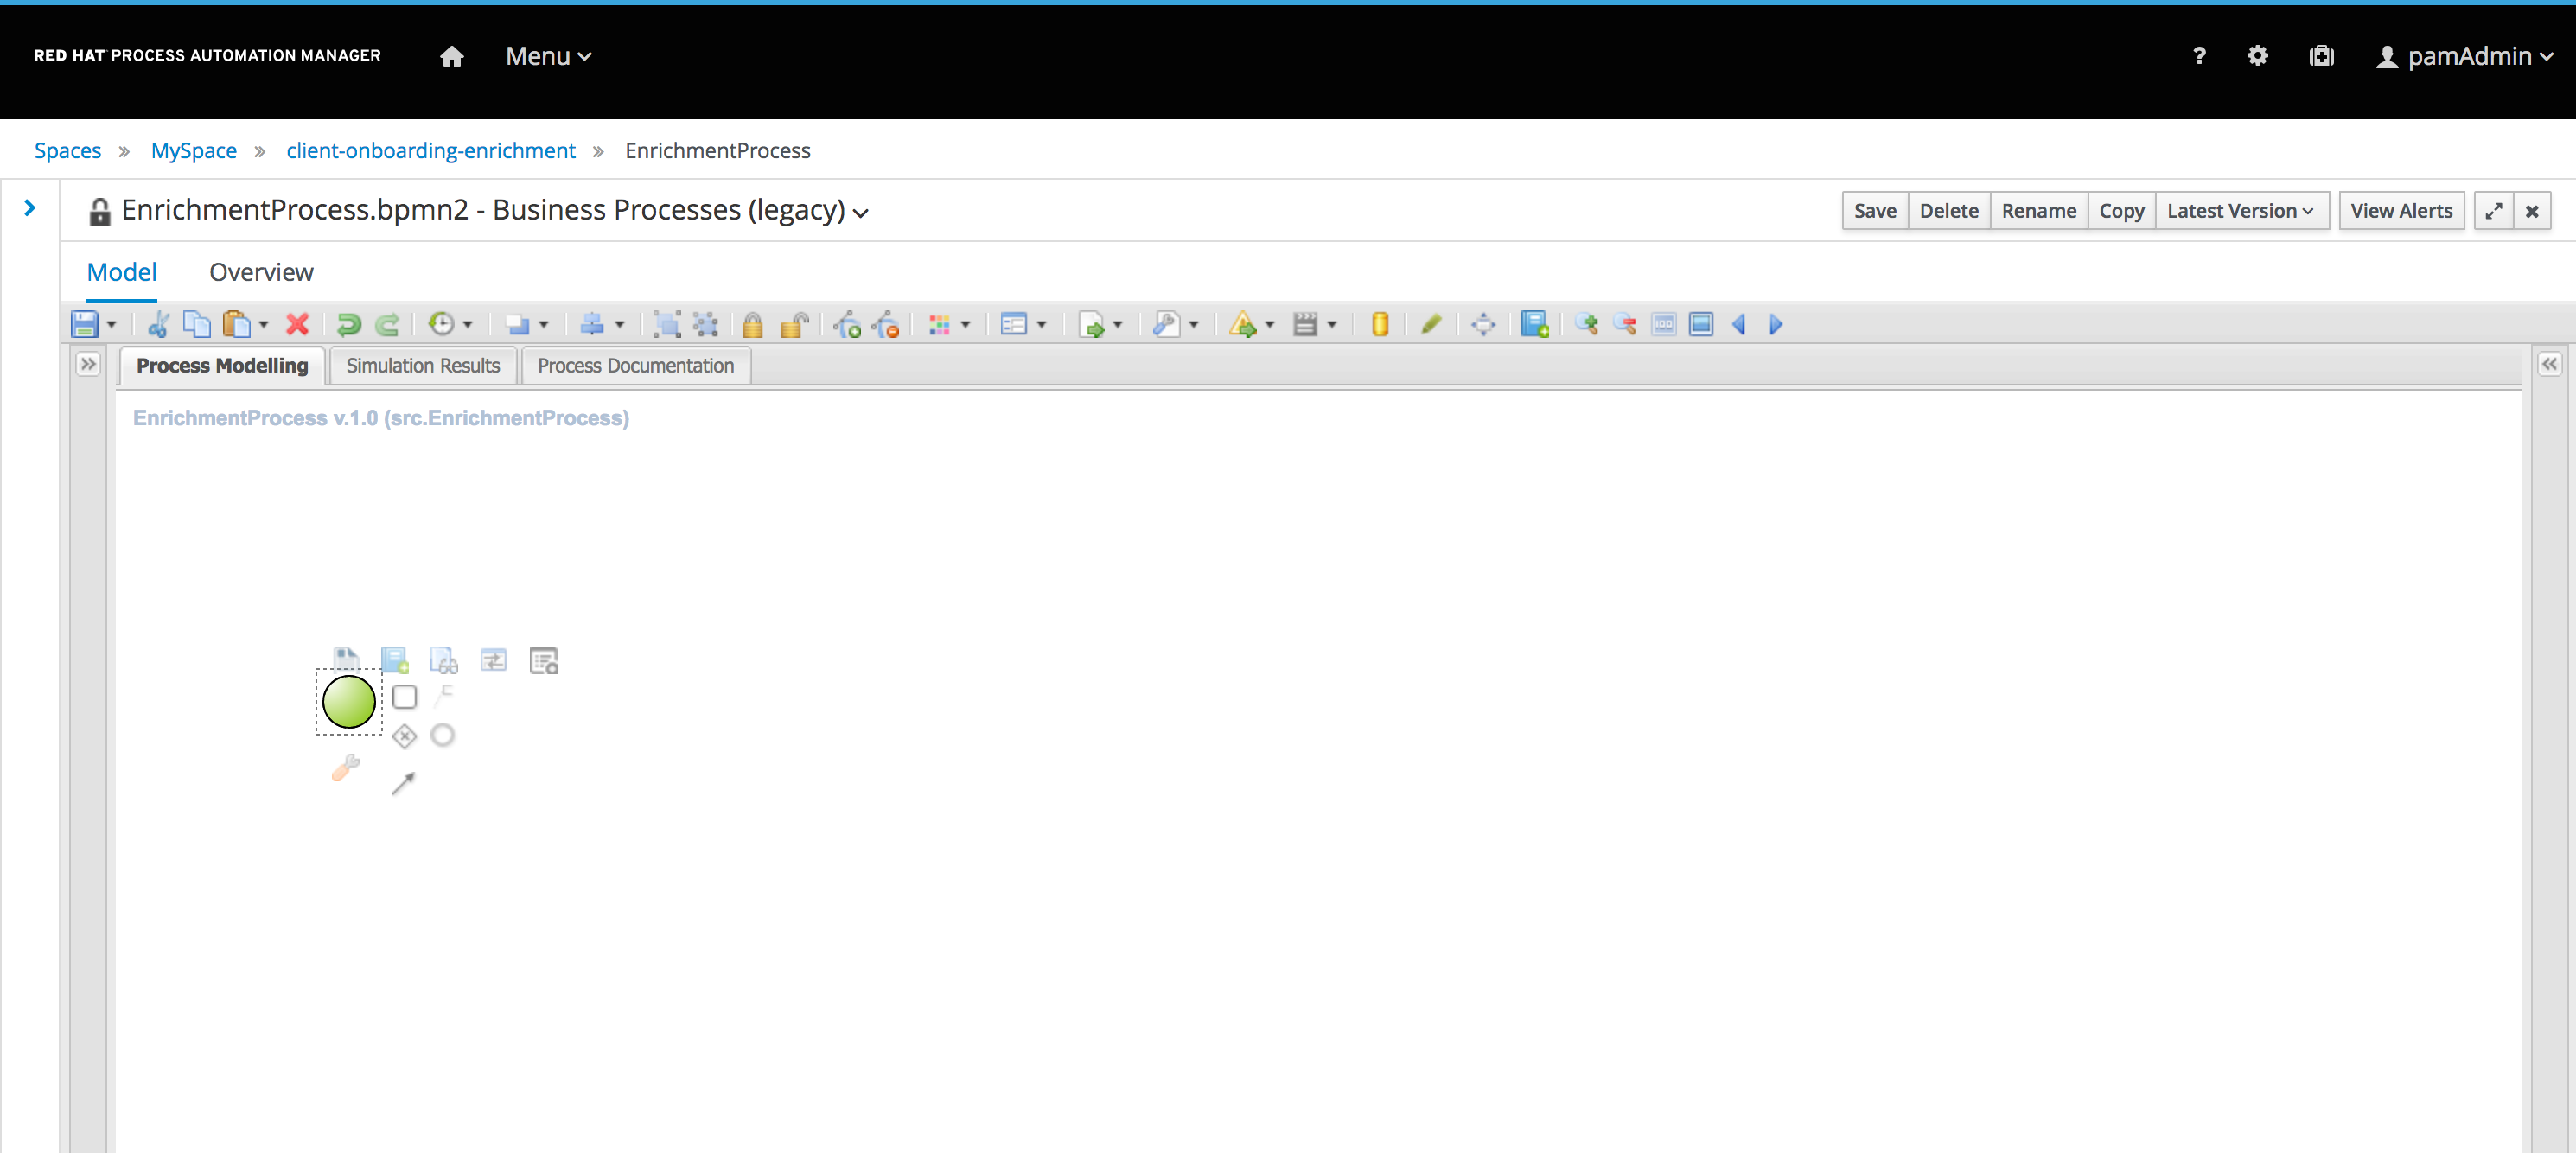 RED HAT PROCESS AUTOMATION MANAGER Menu ? pamAdmin
Spaces » MySpace » client-onboarding-enrichment » EnrichmentProcess
EnrichmentProcess.bpmn2 - Business Processes (legacy) Save Delete Rename Copy Latest Version View Alerts
Model Overview
Process Modelling Simulation Results Process Documentation
EnrichmentProcess v.1.0 (src.EnrichmentProcess)